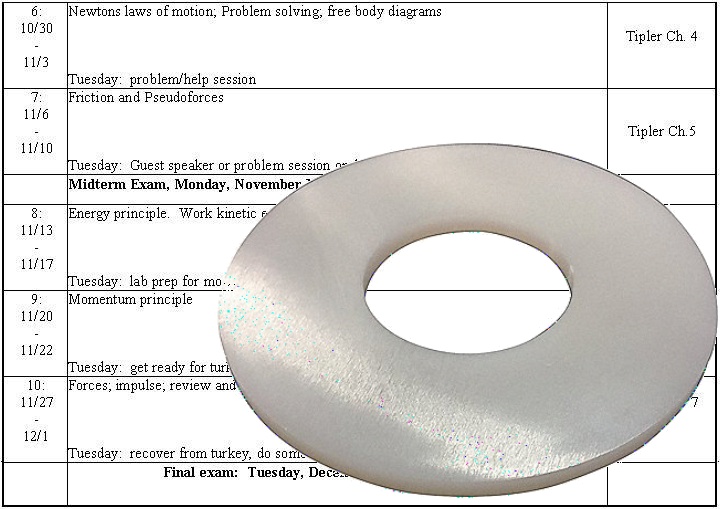 6:
10/30
-
11/3
Newtons laws of motion; Problem solving; free body diagrams
Tuesday: problem/help session
Tipler Ch. 4
7:
11/6
-
11/10
Friction and Pseudoforces
Tuesday: Guest speaker or problem session or
Tipler Ch.5
Midterm Exam, Monday, November
8:
11/13
-
11/17
Energy principle. Work kinetic
Tuesday: lab prep for
9:
11/20
-
11/22
Momentum principle
Tuesday: get ready for
10:
11/27
-
12/1
Forces; impulse; review and
Tuesday: recover from turkey, do
7
Final exam: Tuesday,